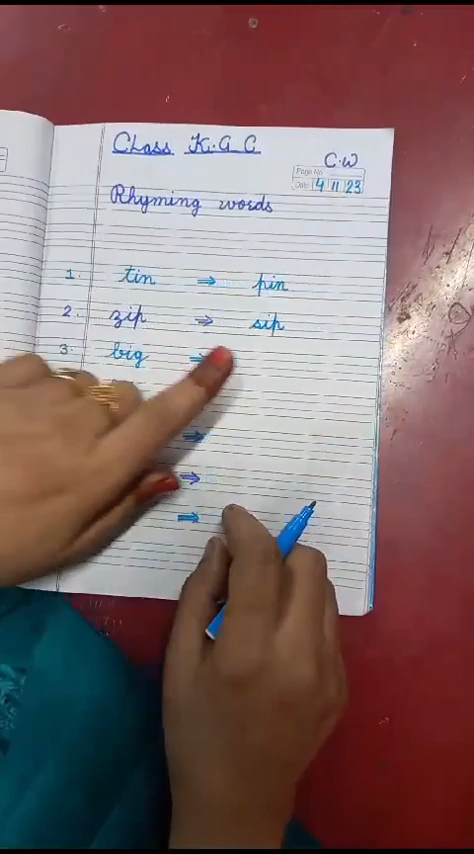 Class K.G C
C.W
Page No.
Date 4 11 23
Rhyming words
1. tin ⇒ pin
2. zip ⇒ sip
3. big ⇒
⇒
⇒
⇒